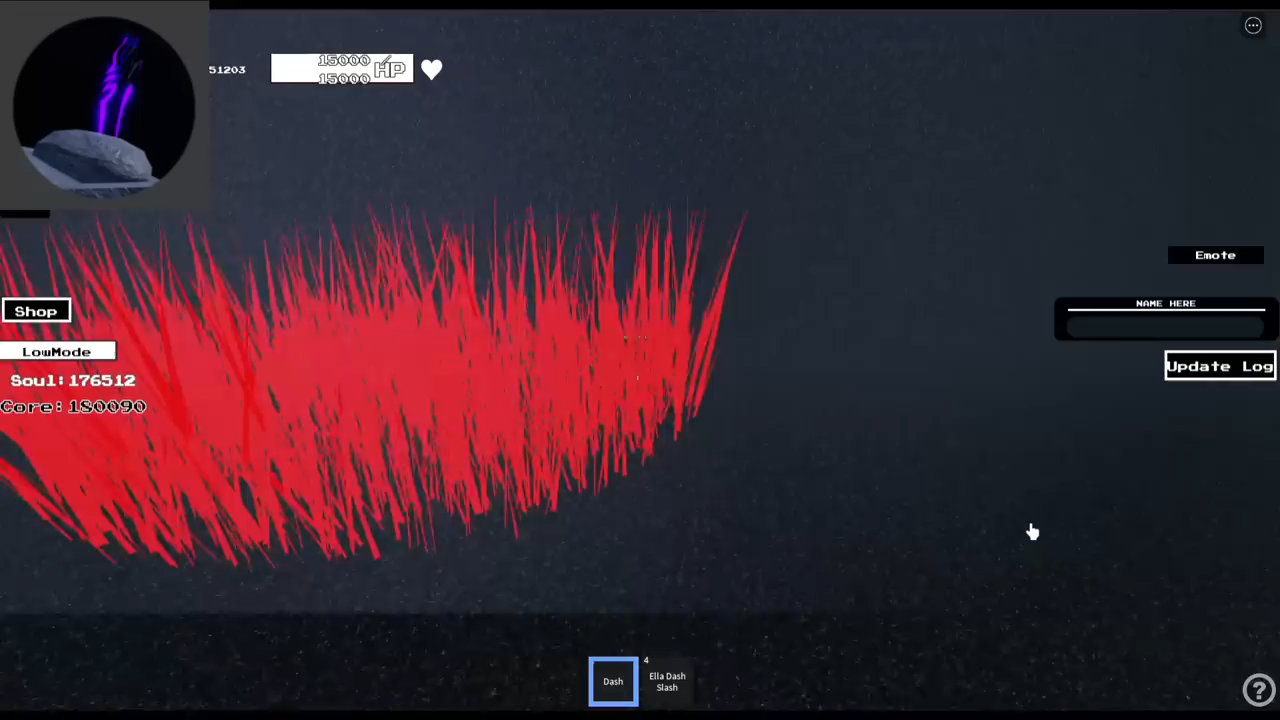 51203
15000
15000
HP
Emote
NAME HERE
Shop
LowMode
Update Log
Soul:176512
Core:180090
4
Dash
Ella Dash
Slash
?